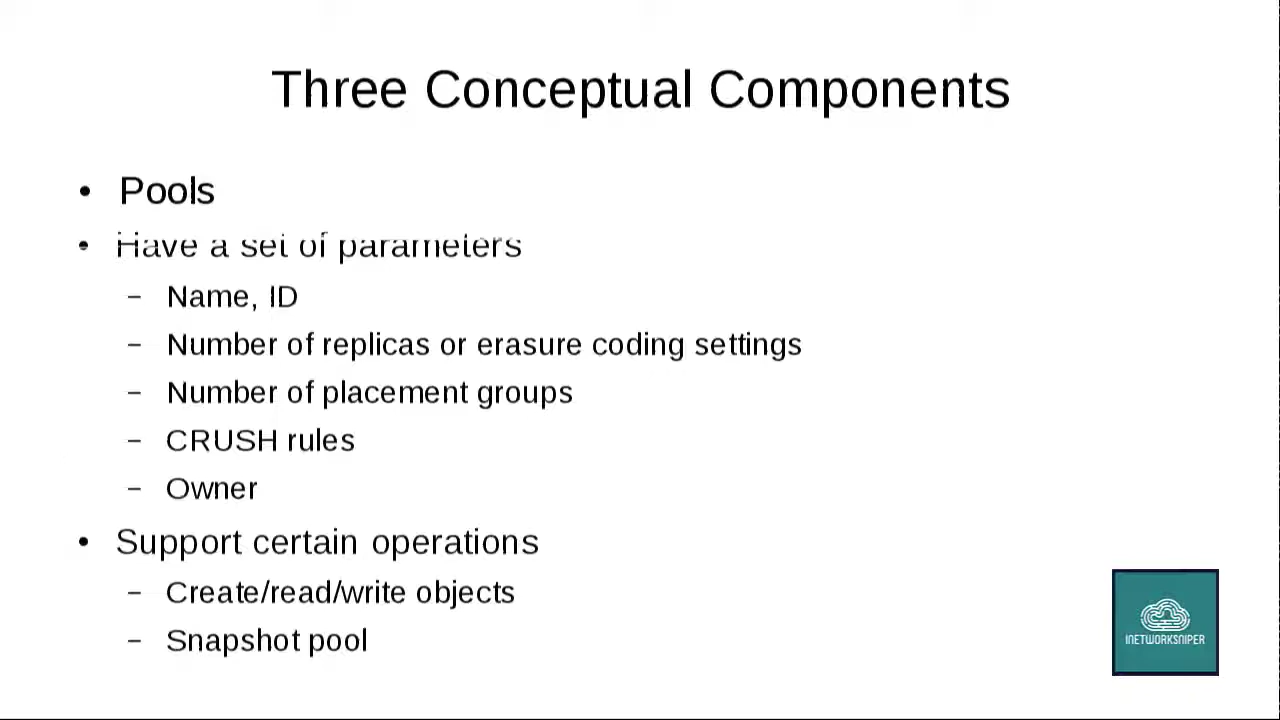 Three Conceptual Components
• Pools
• Have a set of parameters
– Name, ID
– Number of replicas or erasure coding settings
– Number of placement groups
– CRUSH rules
– Owner
• Support certain operations
– Create/read/write objects
– Snapshot pool
INETWORKSNIPER